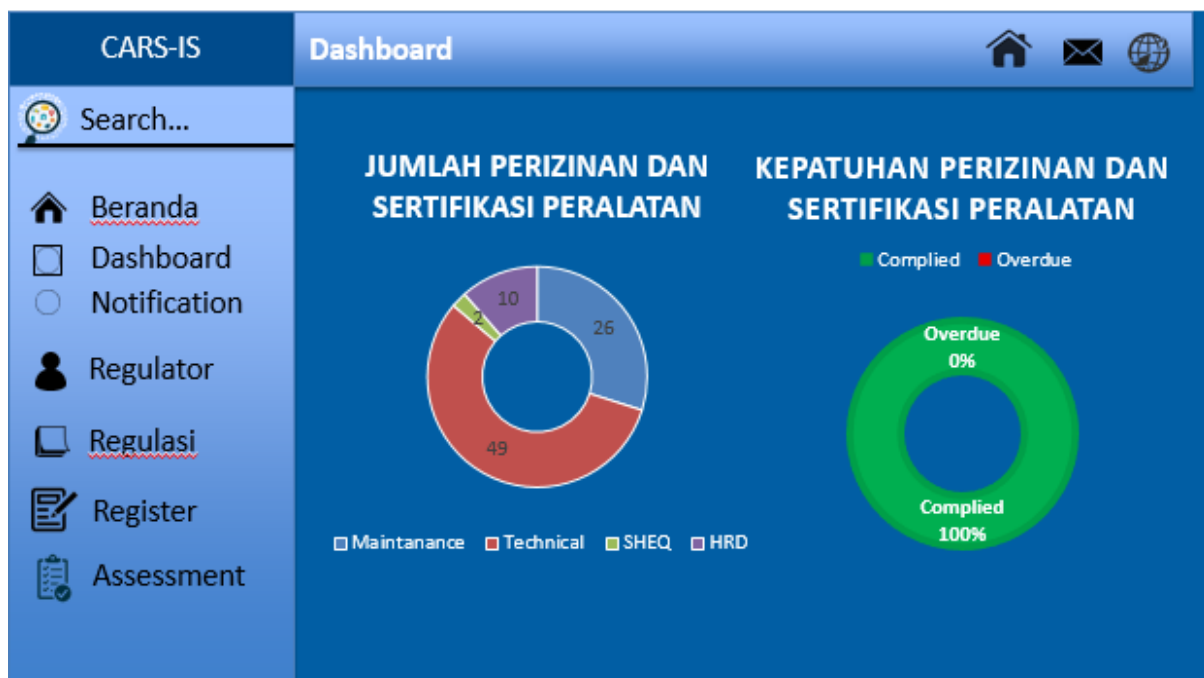 CARS-IS
Dashboard
Search...
Beranda
Dashboard
Notification
Regulator
Regulasi
Register
Assessment
JUMLAH PERIZINAN DAN
SERTIFIKASI PERALATAN
10
2
26
49
Maintanance Technical SHEQ HRD
KEPATUHAN PERIZINAN DAN
SERTIFIKASI PERALATAN
Complied Overdue
Overdue
0%
Complied
100%